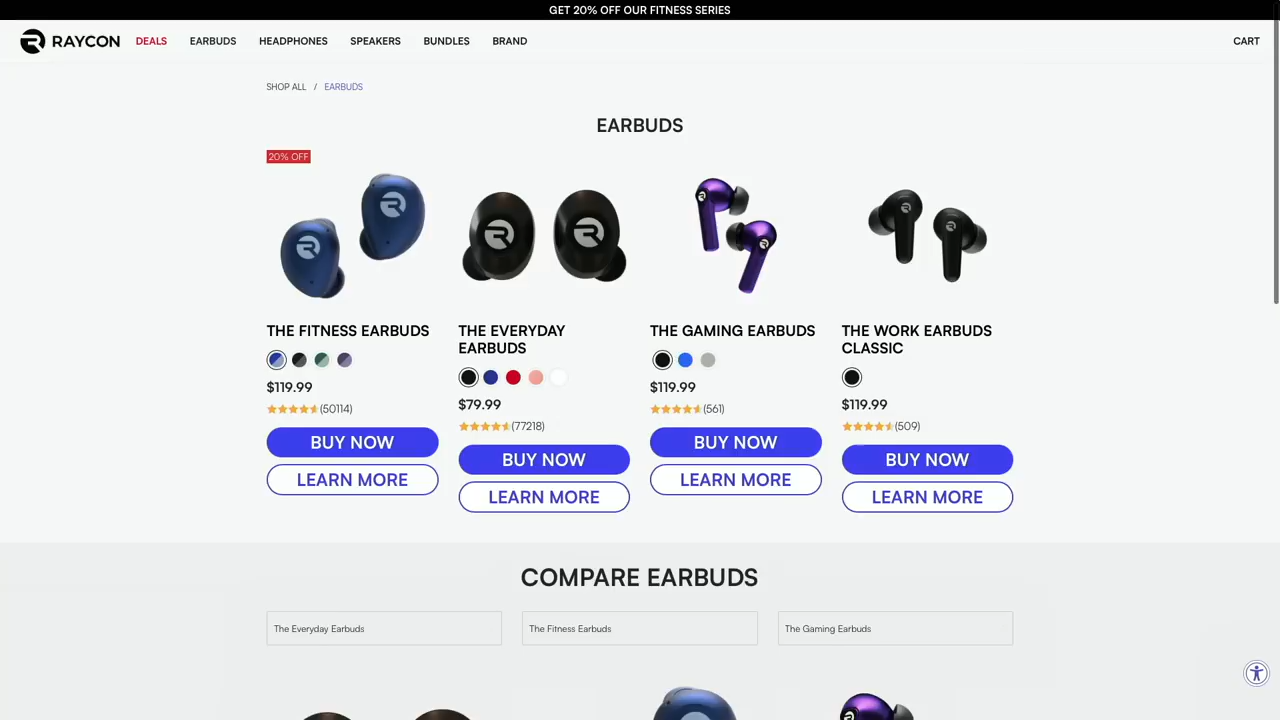 GET 20% OFF OUR FITNESS SERIES
RAYCON DEALS EARBUDS HEADPHONES SPEAKERS BUNDLES BRAND CART
SHOP ALL / EARBUDS
EARBUDS
20% OFF
THE FITNESS EARBUDS
$119.99
(50114)
BUY NOW
LEARN MORE
THE EVERYDAY
EARBUDS
$79.99
(77218)
BUY NOW
LEARN MORE
THE GAMING EARBUDS
$119.99
(561)
BUY NOW
LEARN MORE
THE WORK EARBUDS
CLASSIC
$119.99
(509)
BUY NOW
LEARN MORE
COMPARE EARBUDS
The Everyday Earbuds
The Fitness Earbuds
The Gaming Earbuds